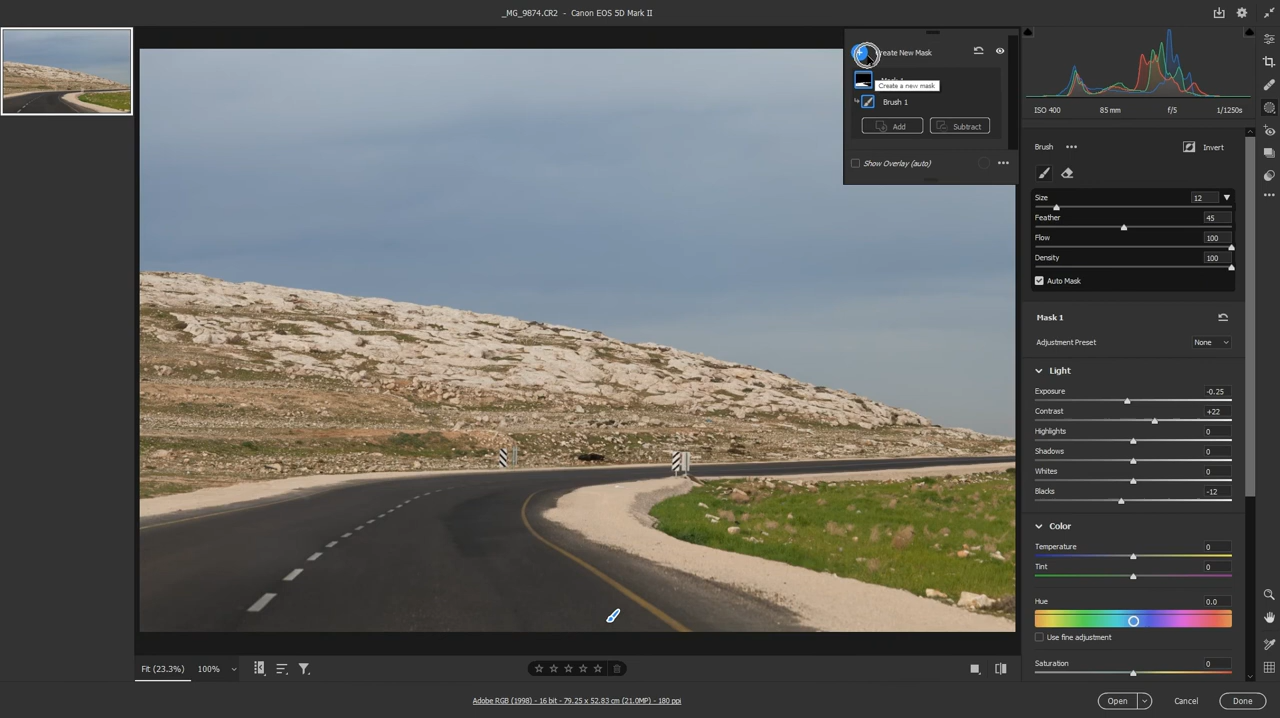 _MG_9874.CR2 - Canon EOS 5D Mark II
Create New Mask
Create a new mask
Brush 1
Add
Subtract
Show Overlay (auto)
ISO 400
85 mm
f/5
1/1250s
Brush
Invert
Size
12
Feather
45
Flow
100
Density
100
Auto Mask
Mask 1
Adjustment Preset
None
Light
Exposure
-0.25
Contrast
+22
Highlights
0
Shadows
0
Whites
0
Blacks
-12
Color
Temperature
0
Tint
0
Hue
0.0
Use fine adjustment
Saturation
0
Fit (23.3%)
100%
Adobe RGB (1998) - 16 bit - 79.25 x 52.83 cm (21.0MP) - 180 ppi
Open
Cancel
Done